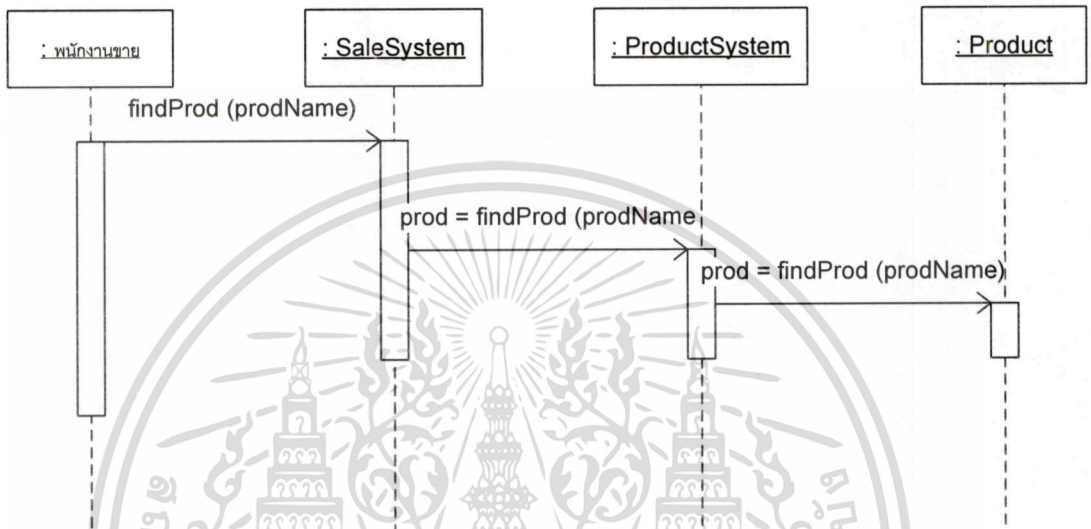 : พนักงานขาย
: SaleSystem
: ProductSystem
: Product
findProd (prodName)
prod = findProd (prodName
prod = findProd (prodName)